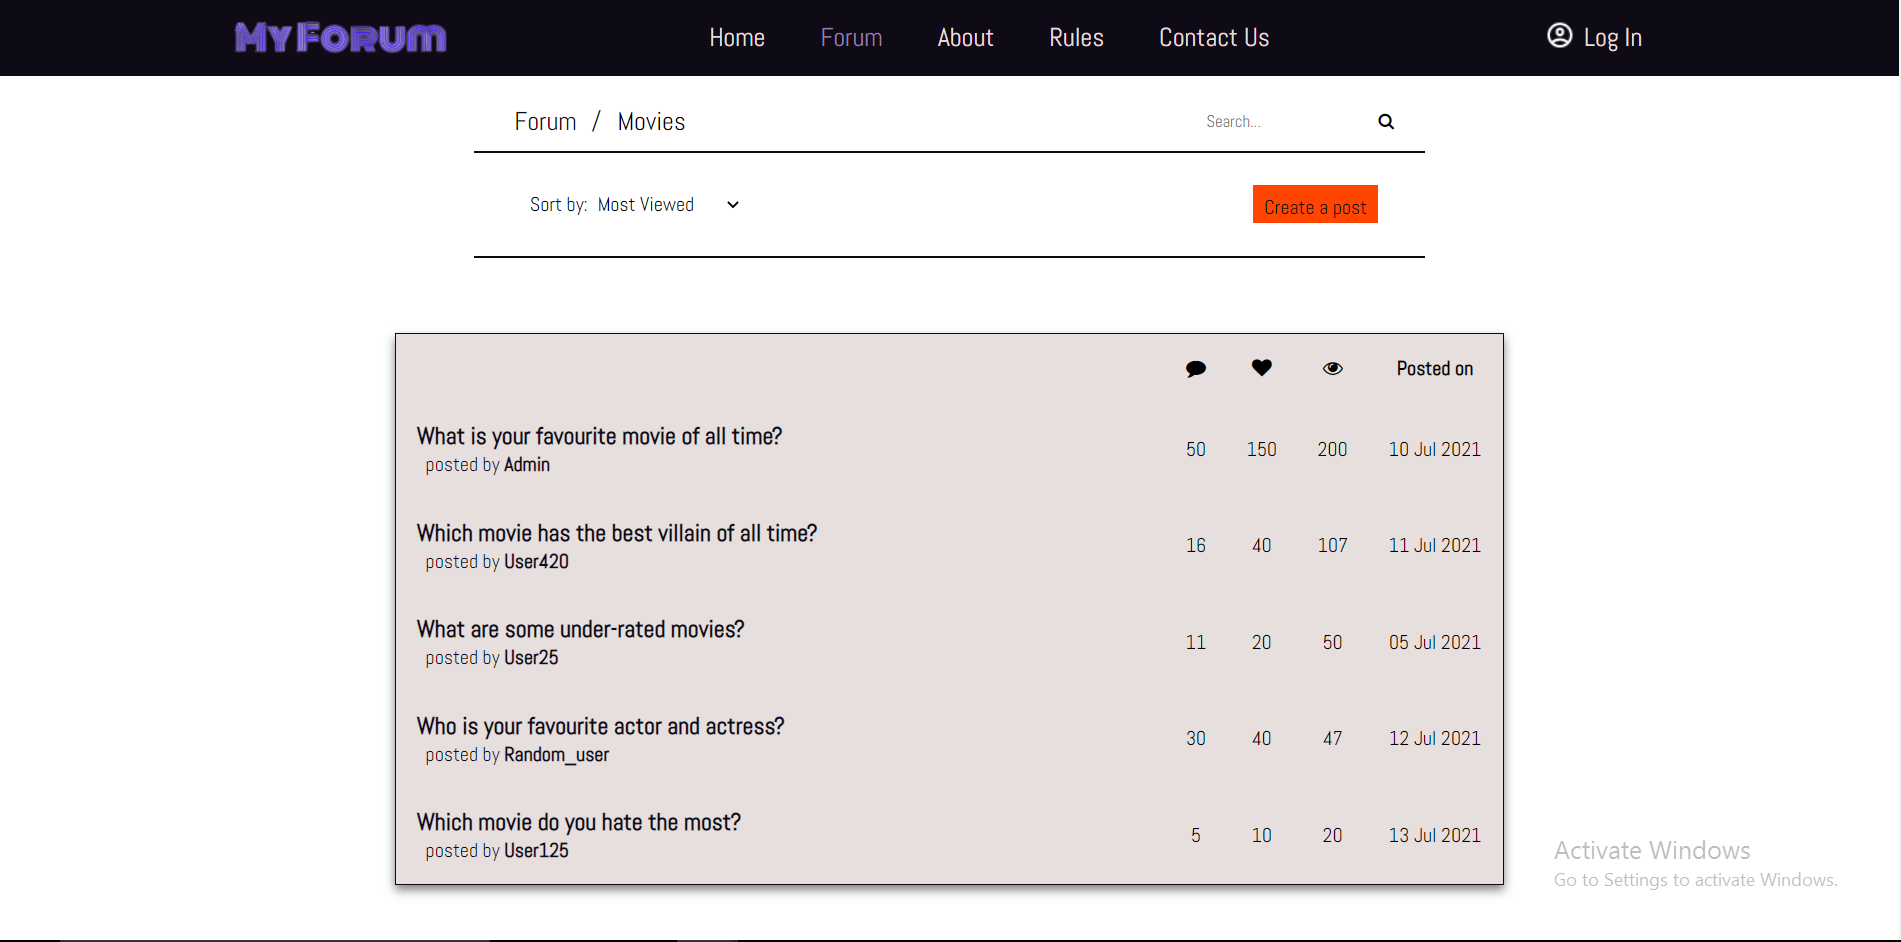 MyForum Home Forum About Rules Contact Us Log In
Forum / Movies Search...
Sort by: Most Viewed Create a post
Posted on
What is your favourite movie of all time?
posted by Admin
50 150 200 10 Jul 2021
Which movie has the best villain of all time?
posted by User420
16 40 107 11 Jul 2021
What are some under-rated movies?
posted by User25
11 20 50 05 Jul 2021
Who is your favourite actor and actress?
posted by Random_user
30 40 47 12 Jul 2021
Which movie do you hate the most?
posted by User125
5 10 20 13 Jul 2021
Activate Windows
Go to Settings to activate Windows.